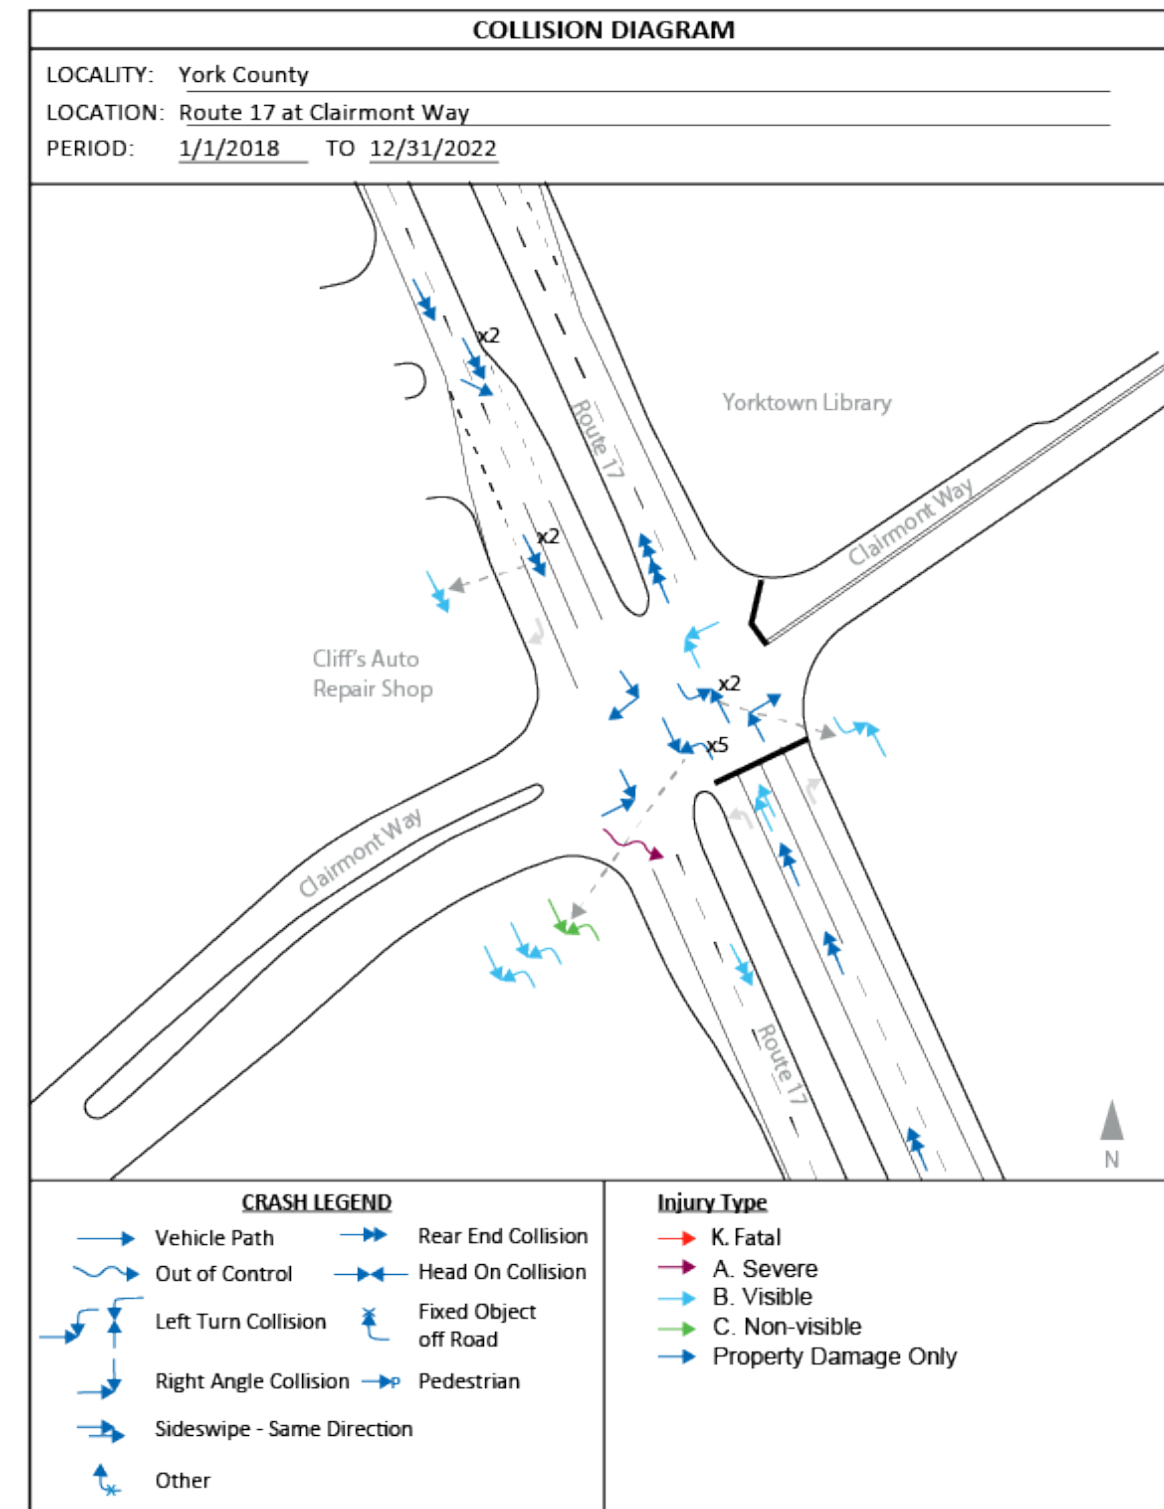 COLLISION DIAGRAM
LOCALITY: York County
LOCATION: Route 17 at Clairmont Way
PERIOD: 1/1/2018 TO 12/31/2022
x2
Yorktown Library
Route 17
Clairmont Way
x2
Cliff's Auto
Repair Shop
x2
x5
Clairmont Way
Route 17
N
CRASH LEGEND
Vehicle Path
Rear End Collision
Out of Control
Head On Collision
Left Turn Collision
Fixed Object
off Road
Right Angle Collision
P
Pedestrian
Sideswipe - Same Direction
Other
Injury Type
K. Fatal
A. Severe
B. Visible
C. Non-visible
Property Damage Only